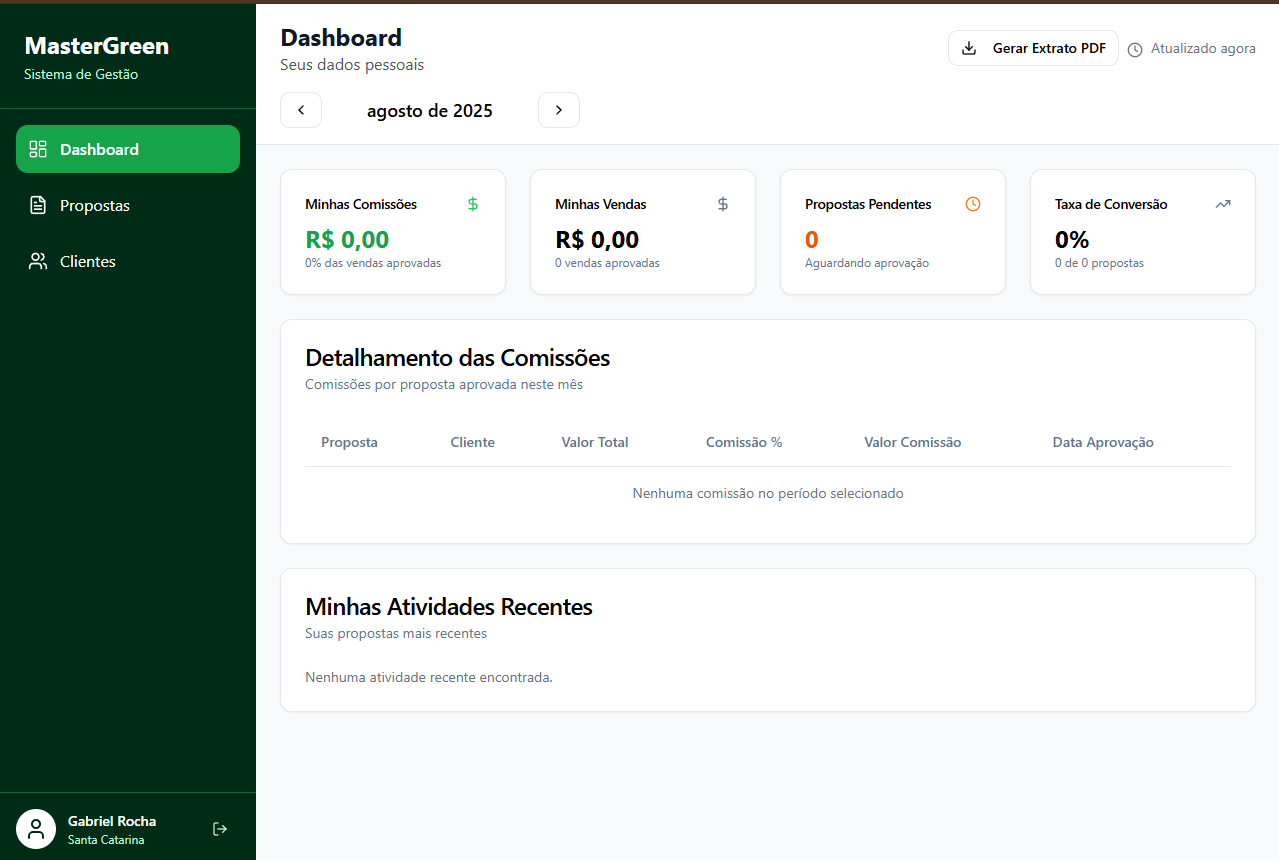 MasterGreen
Sistema de Gestão
Dashboard
Propostas
Clientes
Gabriel Rocha
Santa Catarina
Dashboard
Seus dados pessoais
Gerar Extrato PDF
Atualizado agora
agosto de 2025
Minhas Comissões
R$ 0,00
0% das vendas aprovadas
Minhas Vendas
R$ 0,00
0 vendas aprovadas
Propostas Pendentes
0
Aguardando aprovação
Taxa de Conversão
0%
0 de 0 propostas
Detalhamento das Comissões
Comissões por proposta aprovada neste mês
Proposta Cliente Valor Total Comissão % Valor Comissão Data Aprovação
Nenhuma comissão no período selecionado
Minhas Atividades Recentes
Suas propostas mais recentes
Nenhuma atividade recente encontrada.